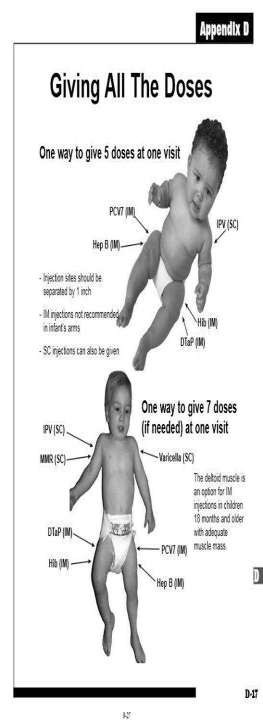 Appendix D
Giving All The Doses
One way to give 5 doses at one visit
PCV7 (IM)
IPV (SC)
Hep B (IM)
- Injection sites should be
separated by 1 inch
- IM injections not recommended
in infant's arms
- SC injections can also be given
Hib (IM)
DTaP (IM)
One way to give 7 doses
(if needed) at one visit
IPV (SC)
MMR (SC)
Varicella (SC)
The deltoid muscle is
an option for IM
injections in children
18 months and older
with adequate
muscle mass.
DTaP (IM)
PCV7 (IM)
Hib (IM)
Hep B (IM)
D
D-27